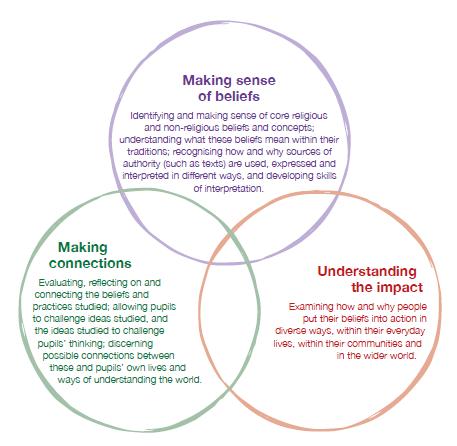 Making sense
of beliefs
Identifying and making sense of core religious
and non-religious beliefs and concepts;
understanding what these beliefs mean within their
traditions; recognising how and why sources of
authority (such as texts) are used, expressed and
interpreted in different ways, and developing skills
of interpretation.
Making
connections
Evaluating, reflecting on and
connecting the beliefs and
practices studied; allowing pupils
to challenge ideas studied, and
the ideas studied to challenge
pupils' thinking; discerning
possible connections between
these and pupils' own lives and
ways of understanding the world.
Understanding
the impact
Examining how and why people
put their beliefs into action in
diverse ways, within their everyday
lives, within their communities and
in the wider world.